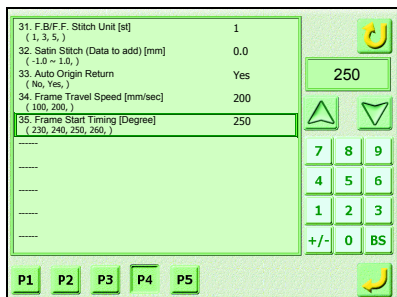 31. F.B/F.F. Stitch Unit [st] 1
( 1, 3, 5, )
32. Satin Stitch (Data to add) [mm] 0.0
( -1.0 ~ 1.0, )
33. Auto Origin Return Yes
( No, Yes, )
34. Frame Travel Speed [mm/sec] 200
( 100, 200, )
35. Frame Start Timing [Degree] 250
( 230, 240, 250, 260, )
------
------
------
------
------
250
7 8 9
4 5 6
1 2 3
+/- 0 BS
P1 P2 P3 P4 P5